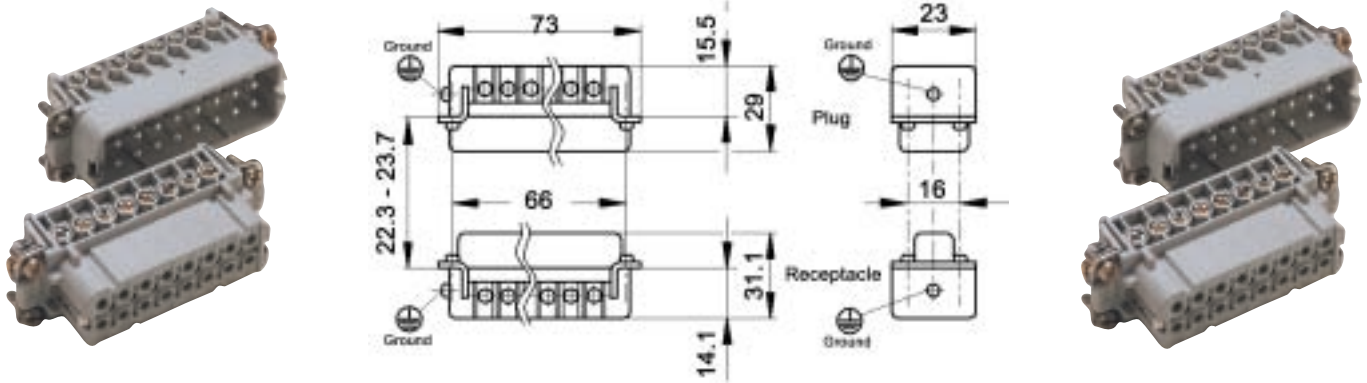 73
23
15.5
Ground
Ground
29
Plug
22.3 - 23.7
66
16
31.1
Receptacle
Ground
Ground
14.1